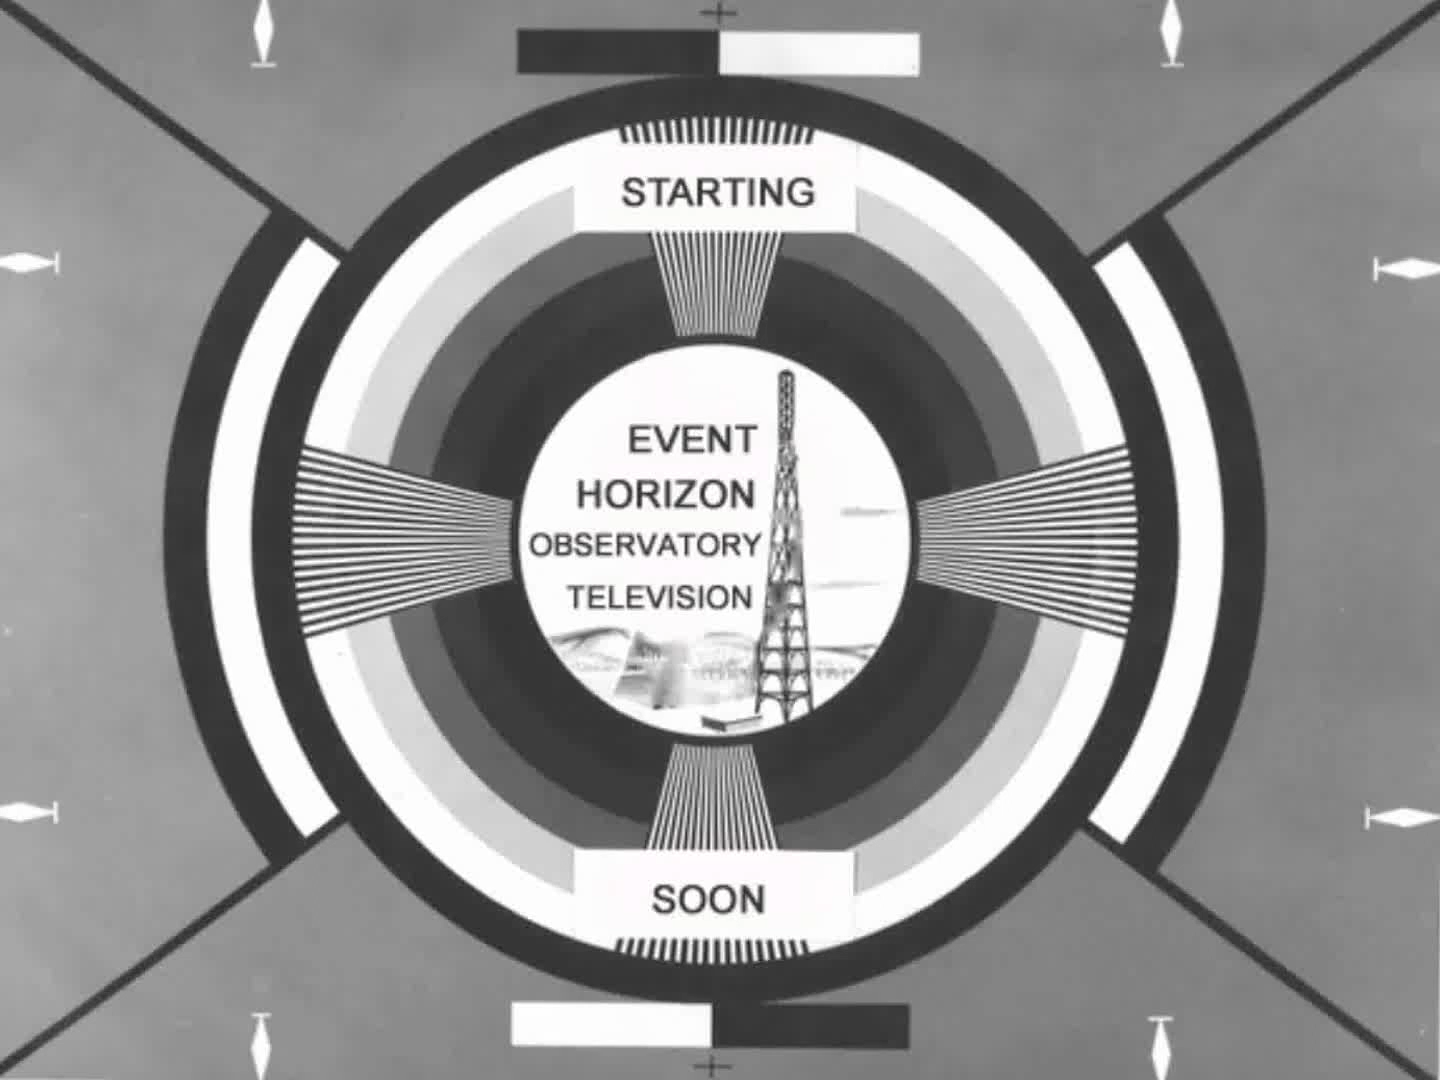 STARTING
EVENT
HORIZON
OBSERVATORY
TELEVISION
SOON